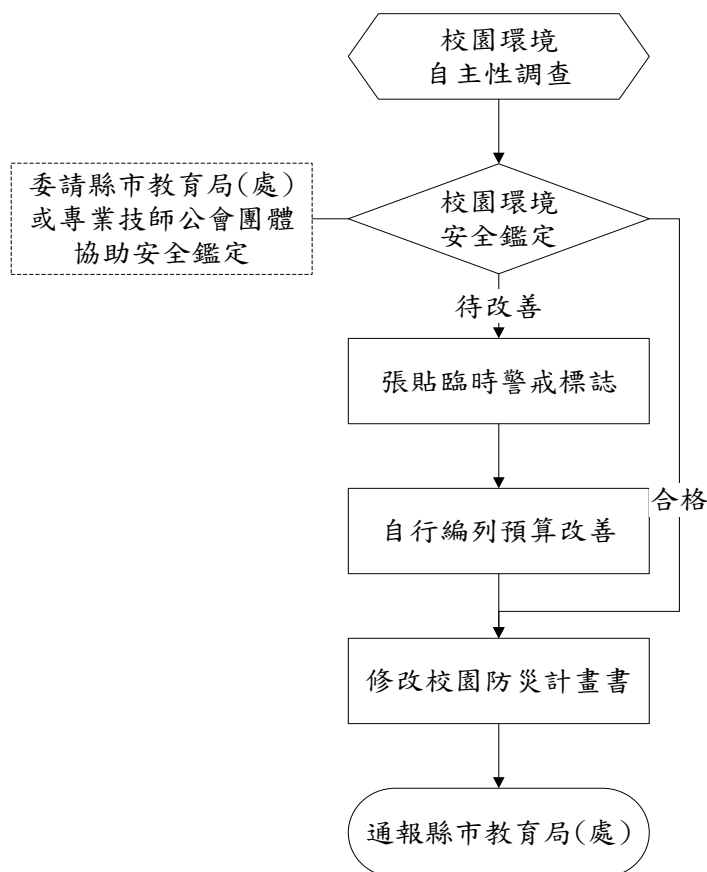 校園環境
自主性調查
委請縣市教育局(處)
或專業技師公會團體
協助安全鑑定
校園環境
安全鑑定
待改善
張貼臨時警戒標誌
合格
自行編列預算改善
修改校園防災計畫書
通報縣市教育局(處)